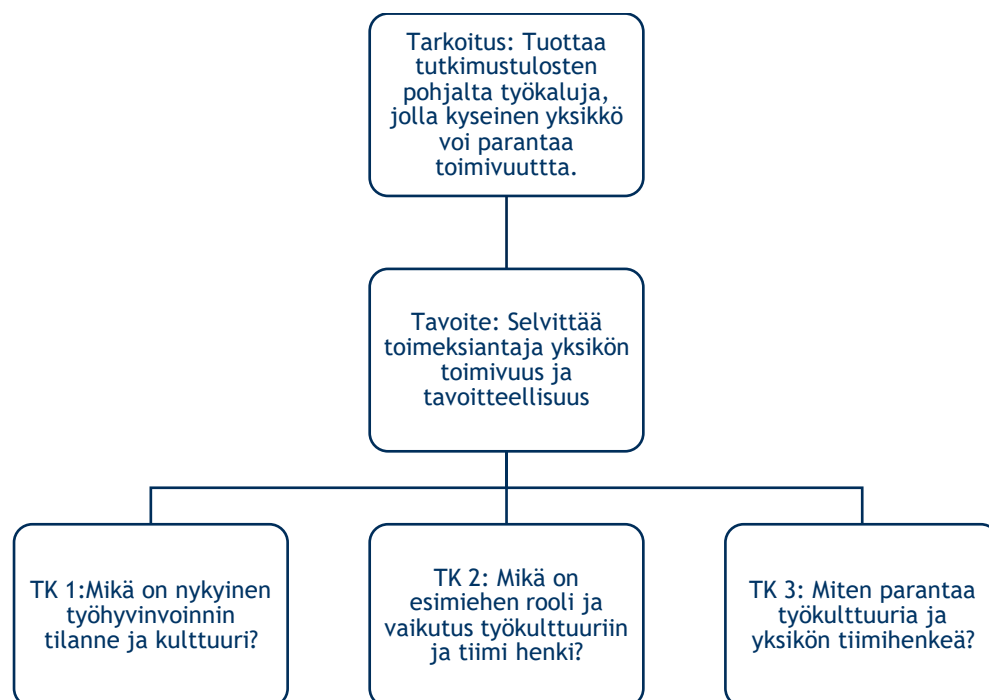 Tarkoitus: Tuottaa
tutkimustulosten
pohjalta työkaluja,
jolla kyseinen yksikkö
voi parantaa
toimivuuttta.
Tavoite: Selvittää
toimeksiantaja yksikön
toimivuus ja
tavoitteellisuus
TK 1:Mikä on nykyinen
työhyvinvoinnin
tilanne ja kulttuuri?
TK 2: Mikä on
esimiehen rooli ja
vaikutus työkulttuuriin
ja tiimi henki?
TK 3: Miten parantaa
työkulttuuria ja
yksikön tiimihenkeä?